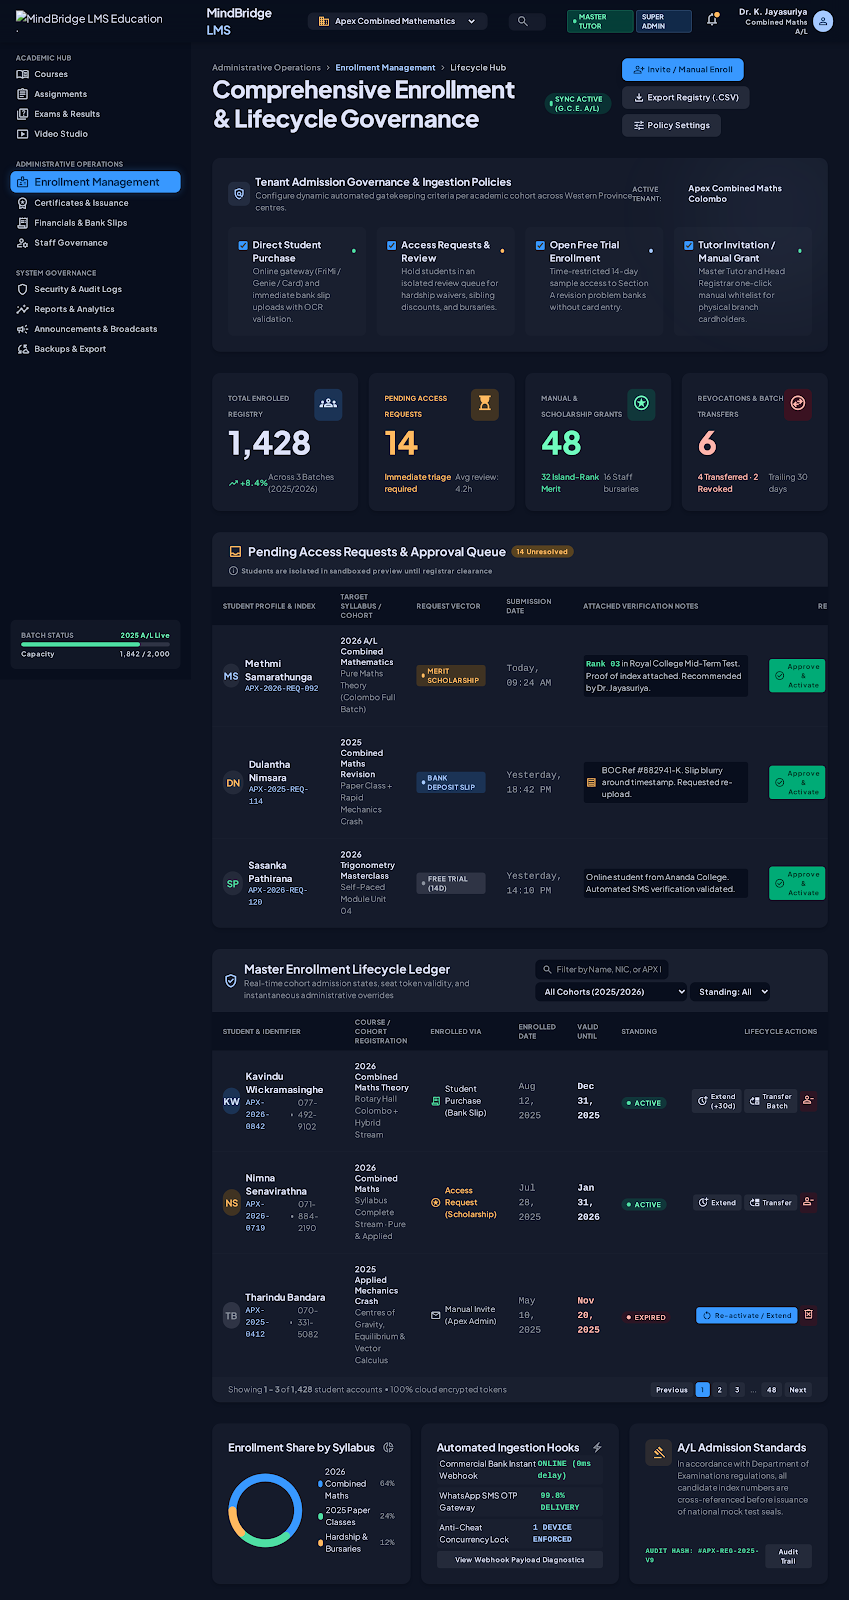 MindBridge LMS Education
MindBridge
LMS
Apex Combined Mathematics
MASTER
TUTOR
SUPER
ADMIN
Dr. K. Jayasuriya
Combined Maths
A/L
ACADEMIC HUB
Courses
Assignments
Exams & Results
Video Studio
ADMINISTRATIVE OPERATIONS
Enrollment Management
Certificates & Issuance
Financials & Bank Slips
Staff Governance
SYSTEM GOVERNANCE
Security & Audit Logs
Reports & Analytics
Announcements & Broadcasts
Backups & Export
BATCH STATUS 2025 A/L Live
Capacity 1,842 / 2,000
Administrative Operations › Enrollment Management › Lifecycle Hub
Comprehensive Enrollment
& Lifecycle Governance
SYNC ACTIVE
(G.C.E. A/L)
Invite / Manual Enroll
Export Registry (.CSV)
Policy Settings
Tenant Admission Governance & Ingestion Policies
Configure dynamic automated gatekeeping criteria per academic cohort across Western Province
centres.
ACTIVE
TENANT:
Apex Combined Maths
Colombo
Direct Student
Purchase
Online gateway (FriMi /
Genie / Card) and
immediate bank slip
uploads with OCR
validation.
Access Requests &
Review
Hold students in an
isolated review queue for
hardship waivers, sibling
discounts, and bursaries.
Open Free Trial
Enrollment
Time-restricted 14-day
sample access to Section
A revision problem banks
without card entry.
Tutor Invitation /
Manual Grant
Master Tutor and Head
Registrar one-click
manual whitelist for
physical branch
cardholders.
TOTAL ENROLLED
REGISTRY
1,428
+8.4%
Across 3 Batches
(2025/2026)
PENDING ACCESS
REQUESTS
14
Immediate triage
required
Avg review:
4.2h
MANUAL &
SCHOLARSHIP GRANTS
48
32 Island-Rank
Merit
16 Staff
bursaries
REVOCATIONS & BATCH
TRANSFERS
6
4 Transferred · 2
Revoked
Trailing 30
days
Pending Access Requests & Approval Queue 14 Unresolved
Students are isolated in sandboxed preview until registrar clearance
STUDENT PROFILE & INDEX
TARGET
SYLLABUS /
COHORT
REQUEST VECTOR
SUBMISSION
DATE
ATTACHED VERIFICATION NOTES
RE
MS
Methmi
Samarathunga
APX-2026-REQ-092
2026 A/L
Combined
Mathematics
Pure Maths
Theory
(Colombo Full
Batch)
MERIT
SCHOLARSHIP
Today,
09:24 AM
Rank 03 in Royal College Mid-Term Test.
Proof of index attached. Recommended
by Dr. Jayasuriya.
Approve
&
Activate
DN
Dulantha
Nimsara
APX-2025-REQ-
114
2025
Combined
Maths
Revision
Paper Class +
Rapid
Mechanics
Crash
BANK
DEPOSIT SLIP
Yesterday,
18:42 PM
BOC Ref #882941-K. Slip blurry
around timestamp. Requested re-
upload.
Approve
&
Activate
SP
Sasanka
Pathirana
APX-2026-REQ-
120
2026
Trigonometry
Masterclass
Self-Paced
Module Unit
04
FREE TRIAL
(14D)
Yesterday,
14:10 PM
Online student from Ananda College.
Automated SMS verification validated.
Approve
&
Activate
Master Enrollment Lifecycle Ledger
Real-time cohort admission states, seat token validity, and
instantaneous administrative overrides
Filter by Name, NIC, or APX I
All Cohorts (2025/2026)
Standing: All
STUDENT & IDENTIFIER
COURSE /
COHORT
REGISTRATION
ENROLLED VIA
ENROLLED
DATE
VALID
UNTIL
STANDING
LIFECYCLE ACTIONS
KW
Kavindu
Wickramasinghe
APX-
2026-
0842
•
077-
492-
9102
2026
Combined
Maths Theory
Rotary Hall
Colombo +
Hybrid
Stream
Student
Purchase
(Bank Slip)
Aug
12,
2025
Dec
31,
2025
ACTIVE
Extend
(+30d)
Transfer
Batch
NS
Nimna
Senavirathna
APX-
2026-
0719
•
071-
884-
2190
2026
Combined
Maths
Syllabus
Complete
Stream · Pure
& Applied
Access
Request
(Scholarship)
Jul
28,
2025
Jan
31,
2026
ACTIVE
Extend
Transfer
TB
Tharindu Bandara
APX-
2025-
0412
•
070-
331-
5082
2025
Applied
Mechanics
Crash
Centres of
Gravity,
Equilibrium &
Vector
Calculus
Manual Invite
(Apex Admin)
May
10,
2025
Nov
20,
2025
EXPIRED
Re-activate / Extend
Showing 1 – 3 of 1,428 student accounts • 100% cloud encrypted tokens
Previous 1 2 3 ... 48 Next
Enrollment Share by Syllabus
2026
Combined
Maths
64%
2025 Paper
Classes
24%
Hardship &
Bursaries
12%
Automated Ingestion Hooks
Commercial Bank Instant
Webhook
ONLINE (0ms
delay)
WhatsApp SMS OTP
Gateway
99.8%
DELIVERY
Anti-Cheat
Concurrency Lock
1 DEVICE
ENFORCED
View Webhook Payload Diagnostics
A/L Admission Standards
In accordance with Department of
Examinations regulations, all
candidate index numbers are
cross-referenced before issuance
of national mock test seals.
AUDIT HASH: #APX-REG-2025-
V9
Audit
Trail